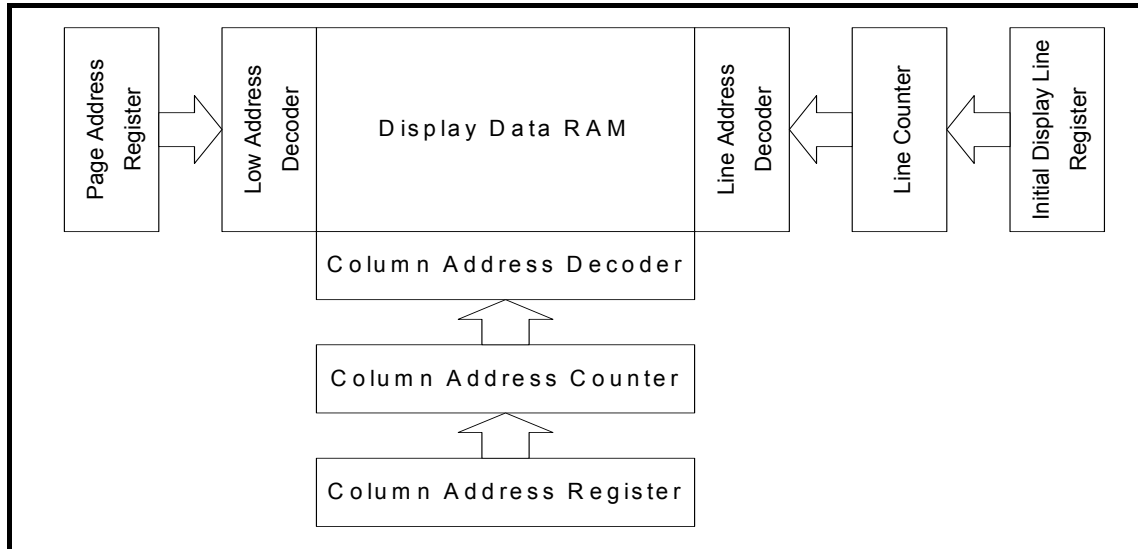 Page Address
Register
Low Address
Decoder
Display Data RAM
Line Address
Decoder
Line Counter
Initial Display Line
Register
Column Address Decoder
Column Address Counter
Column Address Register